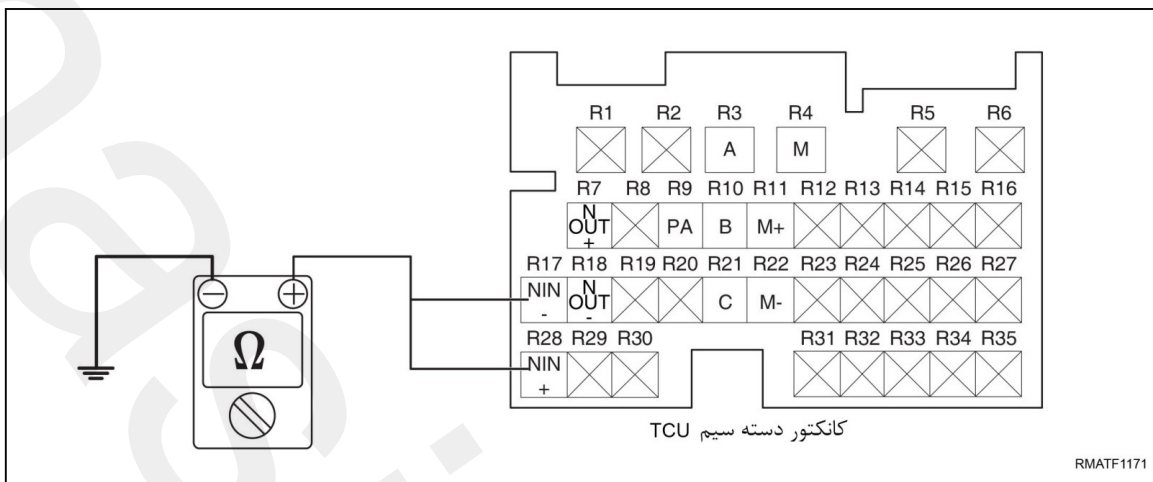 R1 R2 R3 R4 R5 R6
A M
R7 R8 R9 R10 R11 R12 R13 R14 R15 R16
N OUT + PA B M+
R17 R18 R19 R20 R21 R22 R23 R24 R25 R26 R27
NIN - N OUT - C M-
R28 R29 R30 R31 R32 R33 R34 R35
NIN +
− +
Ω
کانکتور دسته سیم TCU
RMATF1171